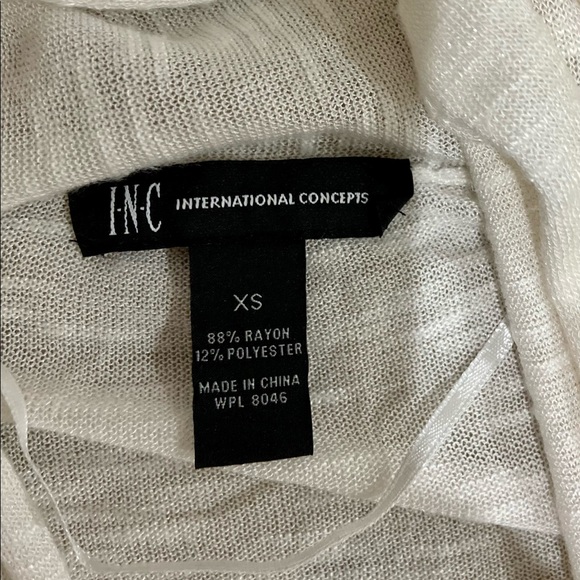 I·N·C INTERNATIONAL CONCEPTS
XS
88% RAYON
12% POLYESTER
MADE IN CHINA
WPL 8046